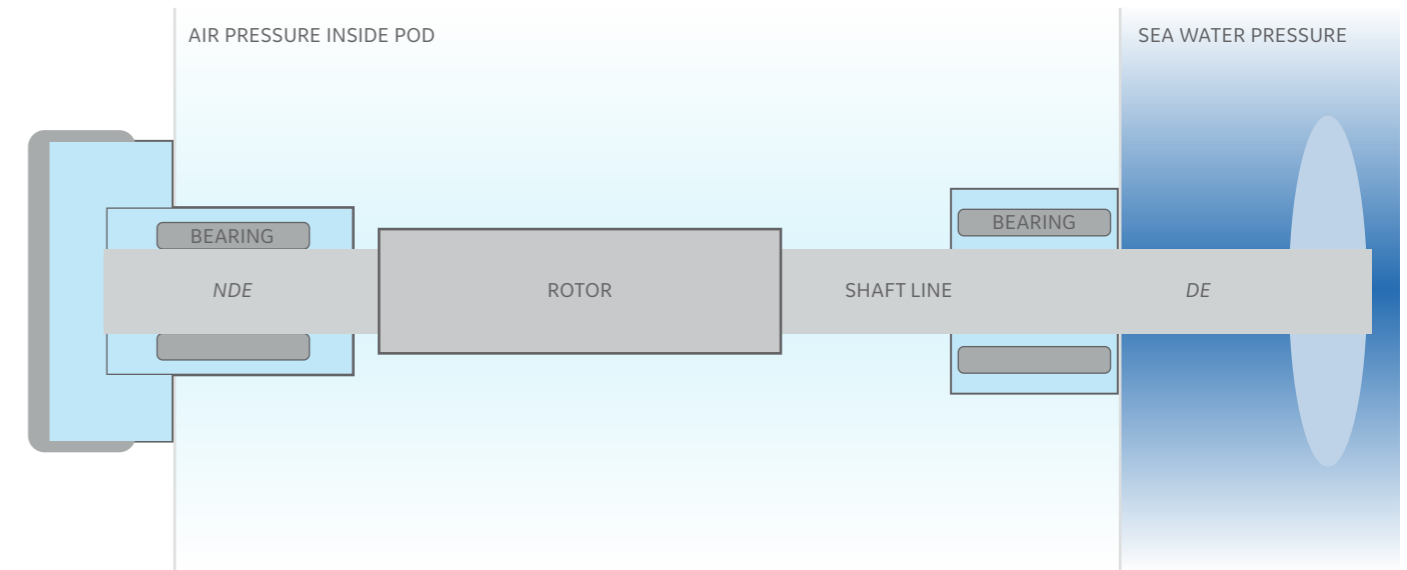 AIR PRESSURE INSIDE POD
SEA WATER PRESSURE
BEARING
BEARING
NDE
ROTOR
SHAFT LINE
DE